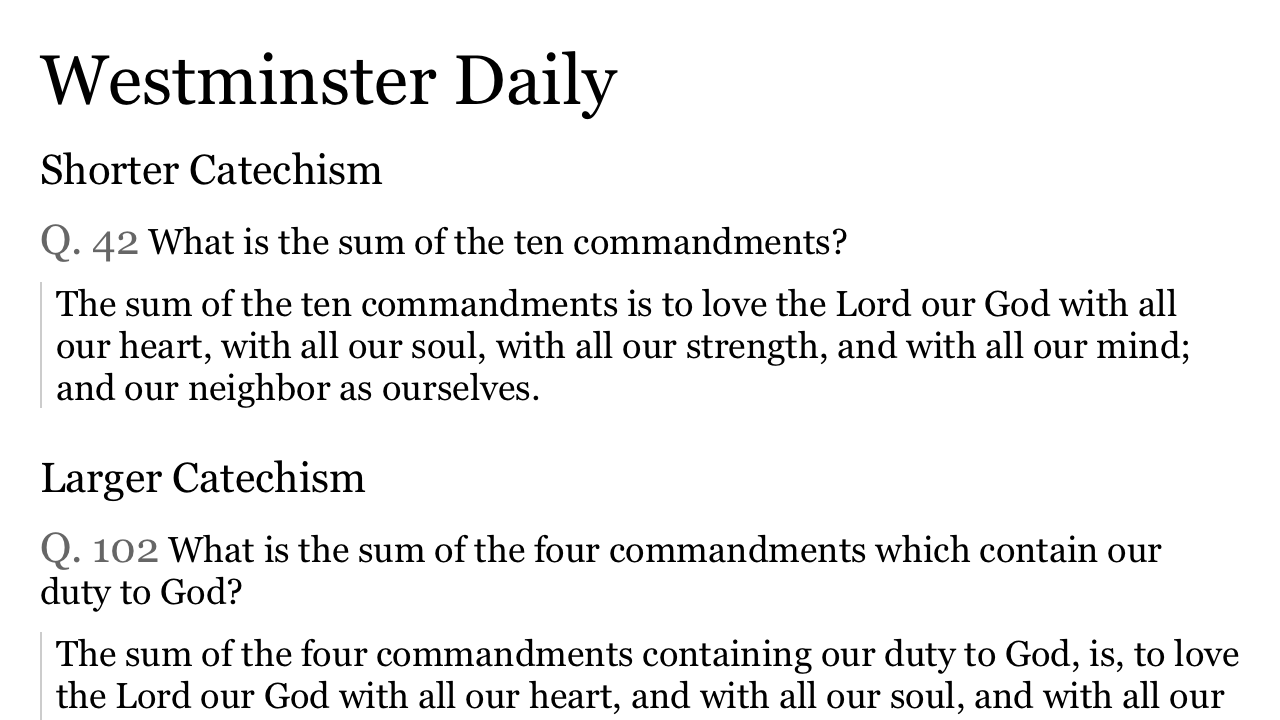 Westminster Daily
Shorter Catechism
Q. 42 What is the sum of the ten commandments?
The sum of the ten commandments is to love the Lord our God with all
our heart, with all our soul, with all our strength, and with all our mind;
and our neighbor as ourselves.
Larger Catechism
Q. 102 What is the sum of the four commandments which contain our
duty to God?
The sum of the four commandments containing our duty to God, is, to love
the Lord our God with all our heart, and with all our soul, and with all our